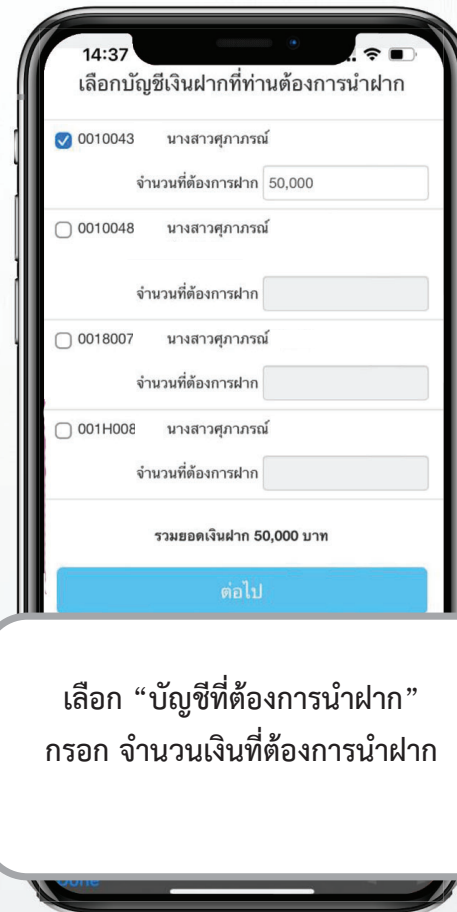 14:37
เลือกบัญชีเงินฝากที่ท่านต้องการนำฝาก
0010043 นางสาวศุภาภรณ์
จำนวนที่ต้องการฝาก 50,000
0010048 นางสาวศุภาภรณ์
จำนวนที่ต้องการฝาก
0018007 นางสาวศุภาภรณ์
จำนวนที่ต้องการฝาก
001H008 นางสาวศุภาภรณ์
จำนวนที่ต้องการฝาก
รวมยอดเงินฝาก 50,000 บาท
ต่อไป
เลือก “บัญชีที่ต้องการนำฝาก”
กรอก จำนวนเงินที่ต้องการนำฝาก
Done